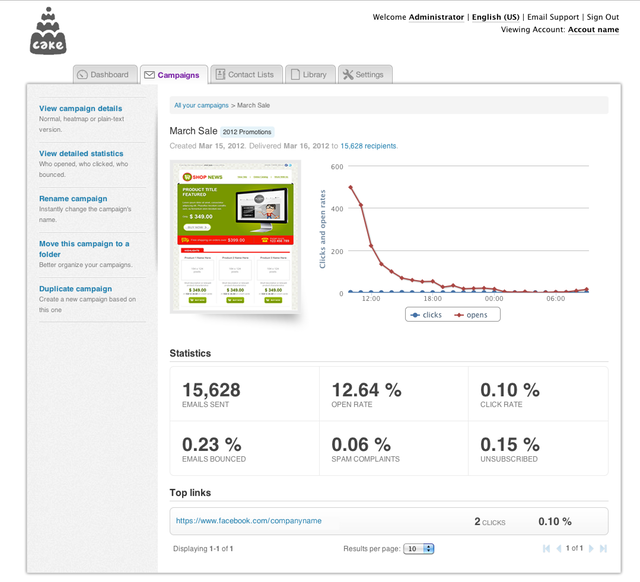 cake
Welcome Administrator | English (US) | Email Support | Sign Out
Viewing Account: Accout name
Dashboard
Campaigns
Contact Lists
Library
Settings
View campaign details
Normal, heatmap or plain-text
version.
View detailed statistics
Who opened, who clicked, who
bounced.
Rename campaign
Instantly change the campaign's
name.
Move this campaign to a
folder
Better organize your campaigns.
Duplicate campaign
Create a new campaign based on
this one
All your campaigns > March Sale
March Sale 2012 Promotions
Created Mar 15, 2012. Delivered Mar 16, 2012 to 15,628 recipients.
SHOP NEWS
PRODUCT TITLE
FEATURED
$ 349.00
$399.00
$ 349.00 $ 349.00 $ 349.00
Clicks and open rates
600
400
200
0
12:00 18:00 00:00 06:00
clicks opens
Statistics
15,628
EMAILS SENT
12.64 %
OPEN RATE
0.10 %
CLICK RATE
0.23 %
EMAILS BOUNCED
0.06 %
SPAM COMPLAINTS
0.15 %
UNSUBSCRIBED
Top links
https://www.facebook.com/companyname 2 CLICKS 0.10 %
Displaying 1-1 of 1 Results per page: 10 1 of 1